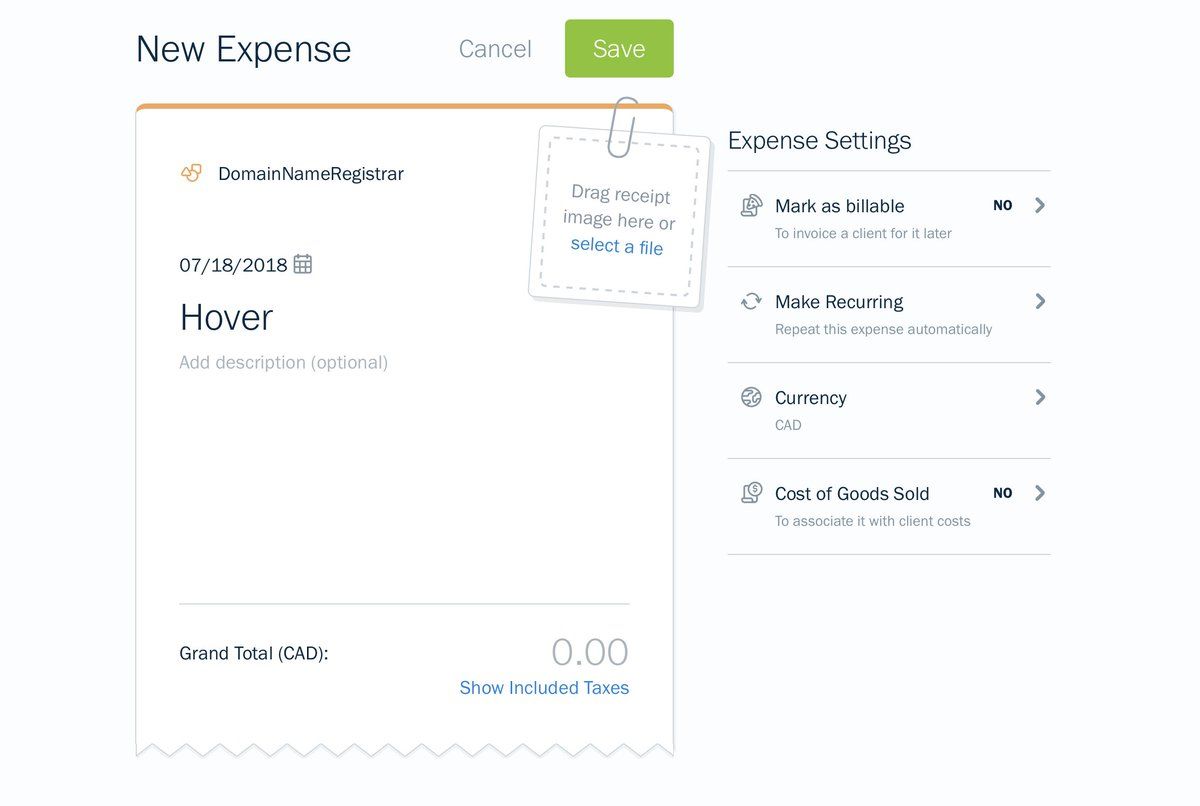 New Expense
Cancel
Save
DomainNameRegistrar
Drag receipt
image here or
select a file
07/18/2018
Hover
Add description (optional)
Grand Total (CAD):
0.00
Show Included Taxes
Expense Settings
Mark as billable
NO
To invoice a client for it later
Make Recurring
Repeat this expense automatically
Currency
CAD
Cost of Goods Sold
NO
To associate it with client costs